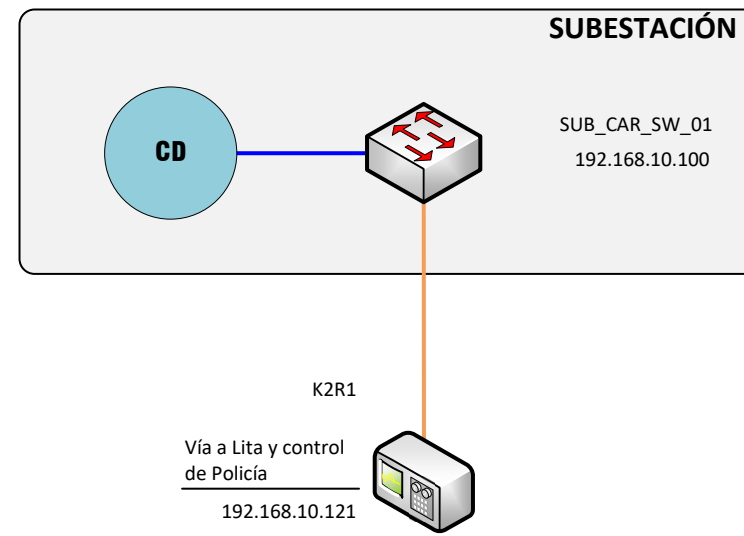 SUBESTACIÓN
CD
SUB_CAR_SW_01
192.168.10.100
K2R1
Vía a Lita y control
de Policía
192.168.10.121